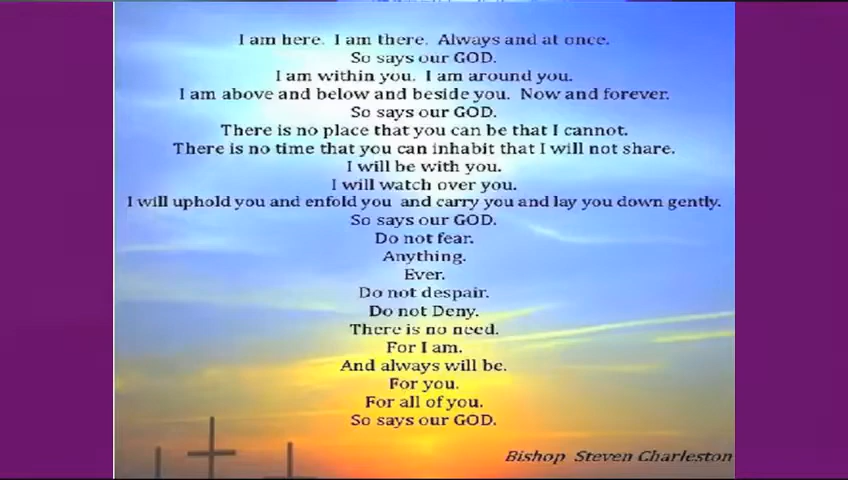 I am here. I am there. Always and at once.
So says our GOD.
I am within you. I am around you.
I am above and below and beside you. Now and forever.
So says our GOD.
There is no place that you can be that I cannot.
There is no time that you can inhabit that I will not share.
I will be with you.
I will watch over you.
I will uphold you and enfold you and carry you and lay you down gently.
So says our GOD.
Do not fear.
Anything.
Ever.
Do not despair.
Do not Deny.
There is no need.
For I am.
And always will be.
For you.
For all of you.
So says our GOD.
Bishop Steven Charleston